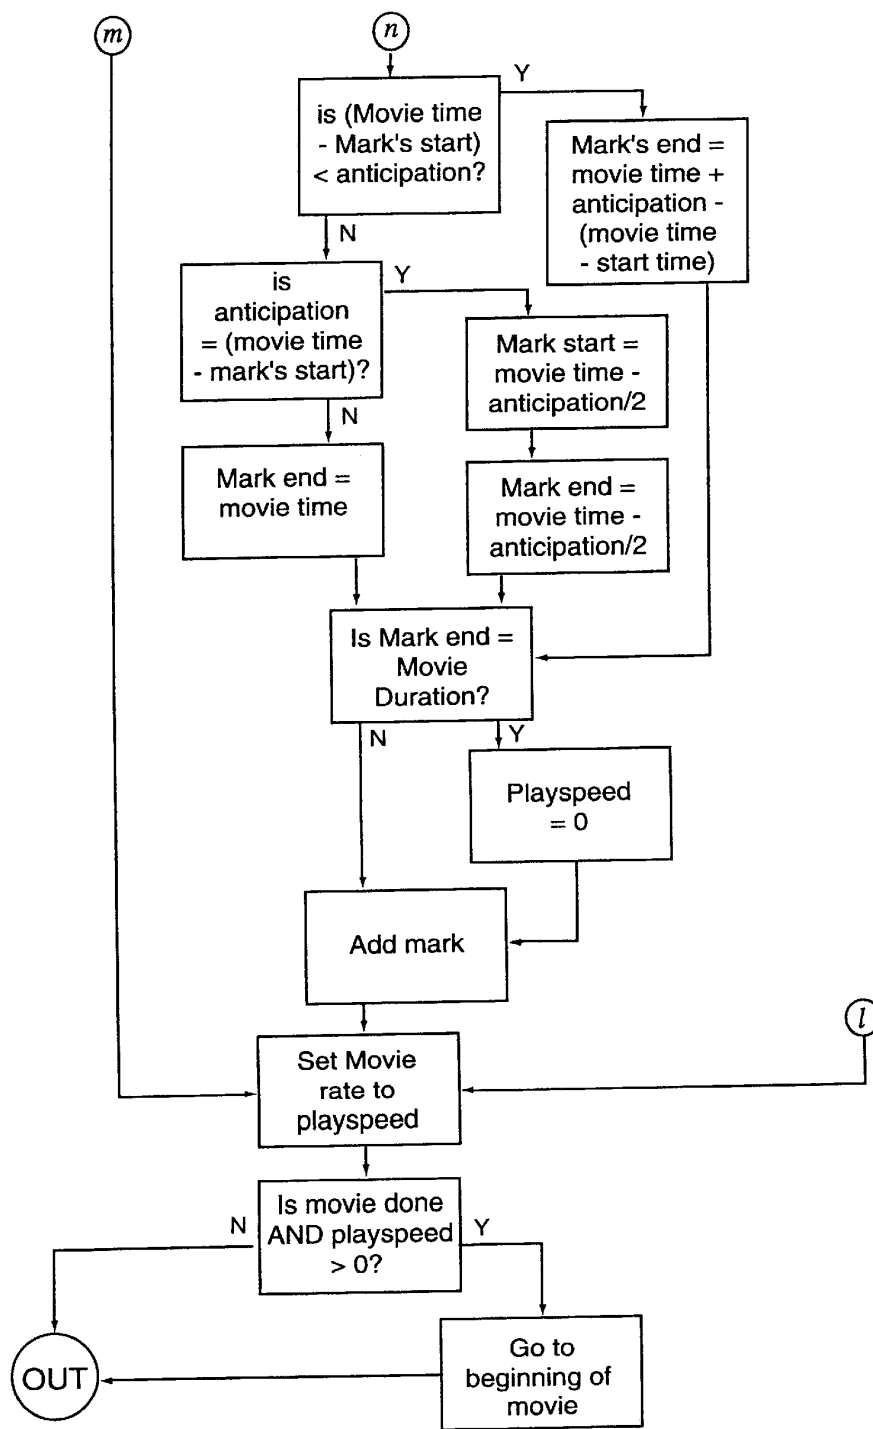 m
n
is (Movie time
- Mark's start)
< anticipation?
Y
Mark's end =
movie time +
anticipation -
(movie time
- start time)
N
is
anticipation
= (movie time
- mark's start)?
Y
Mark start =
movie time -
anticipation/2
N
Mark end =
movie time
Mark end =
movie time -
anticipation/2
Is Mark end =
Movie
Duration?
N
Y
Playspeed
= 0
Add mark
l
Set Movie
rate to
playspeed
Is movie done
AND playspeed
> 0?
N
Y
Go to
beginning of
movie
OUT